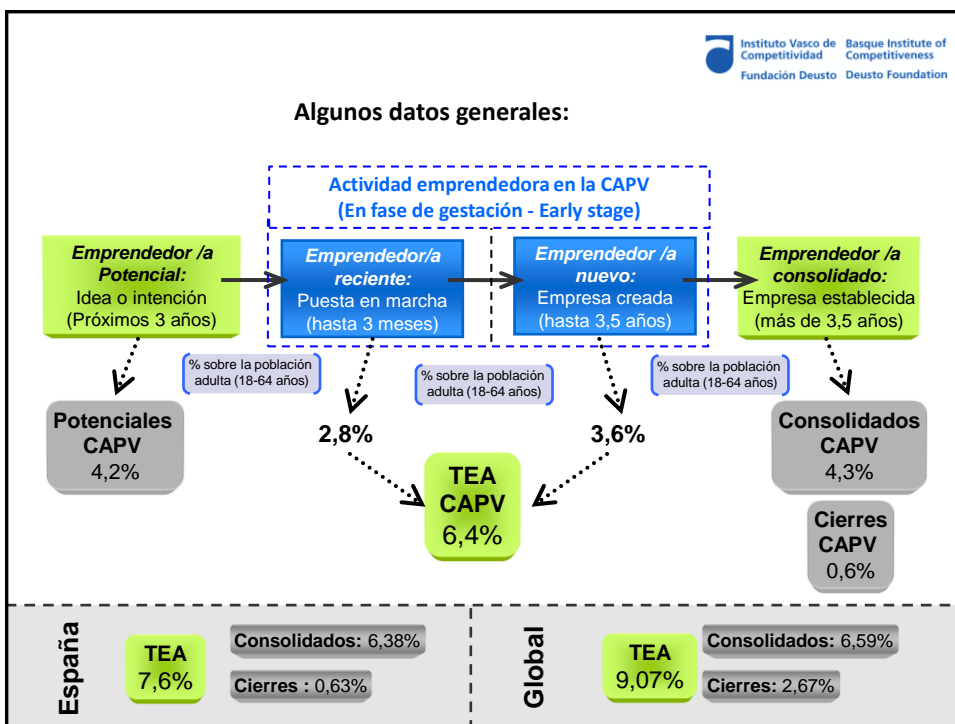 Instituto Vasco de
Competitividad
Fundación Deusto
Basque Institute of
Competitiveness
Deusto Foundation
Algunos datos generales:
Actividad emprendedora en la CAPV
(En fase de gestación - Early stage)
Emprendedor /a
Potencial:
Idea o intención
(Próximos 3 años)
Emprendedor/a
reciente:
Puesta en marcha
(hasta 3 meses)
Emprendedor /a
nuevo:
Empresa creada
(hasta 3,5 años)
Emprendedor /a
consolidado:
Empresa establecida
(más de 3,5 años)
% sobre la población
adulta (18-64 años)
% sobre la población
adulta (18-64 años)
% sobre la población
adulta (18-64 años)
Potenciales
CAPV
4,2%
2,8%
3,6%
Consolidados
CAPV
4,3%
TEA
CAPV
6,4%
Cierres
CAPV
0,6%
España
TEA
7,6%
Consolidados: 6,38%
Cierres : 0,63%
Global
TEA
9,07%
Consolidados: 6,59%
Cierres: 2,67%